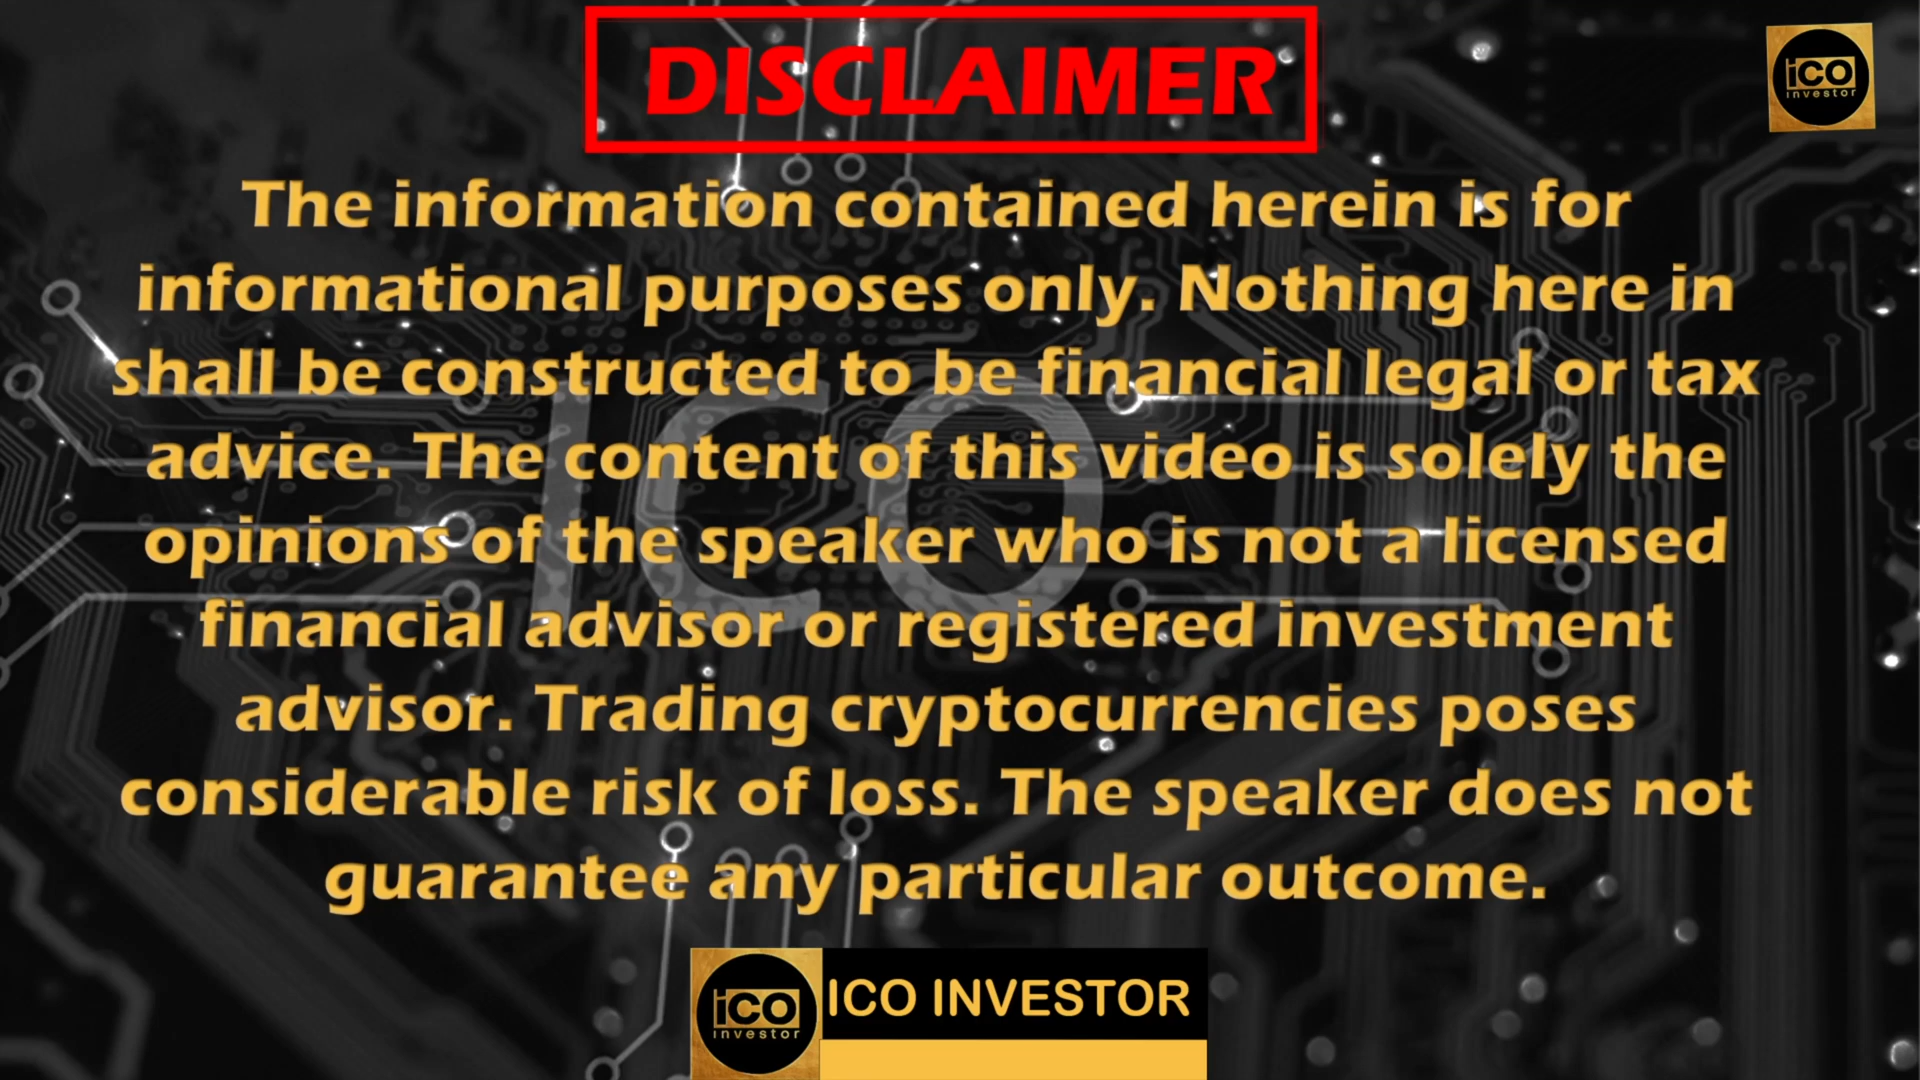 DISCLAIMER
iCO
investor
The information contained herein is for
informational purposes only. Nothing here in
shall be constructed to be financial legal or tax
advice. The content of this video is solely the
opinions of the speaker who is not a licensed
financial advisor or registered investment
advisor. Trading cryptocurrencies poses
considerable risk of loss. The speaker does not
guarantee any particular outcome.
ICO
iCO
investor
ICO INVESTOR